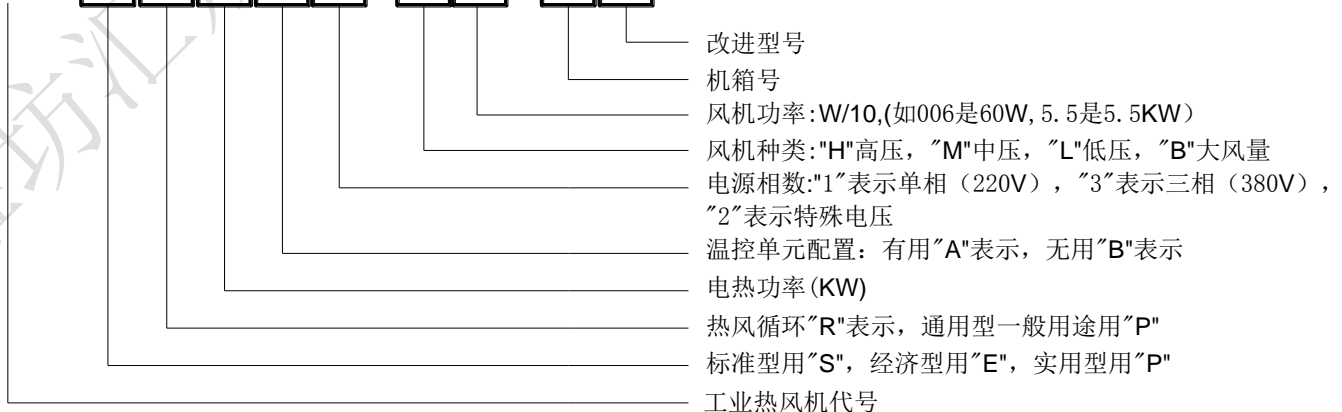 改进型号
机箱号
风机功率:W/10,(如006是60W,5.5是5.5KW）
风机种类:"H"高压，"M"中压，"L"低压，"B"大风量
电源相数:"1"表示单相（220V），"3"表示三相（380V），
"2"表示特殊电压
温控单元配置：有用"A"表示，无用"B"表示
电热功率(KW)
热风循环"R"表示，通用型一般用途用"P"
标准型用"S"，经济型用"E"，实用型用"P"
工业热风机代号
坊汇